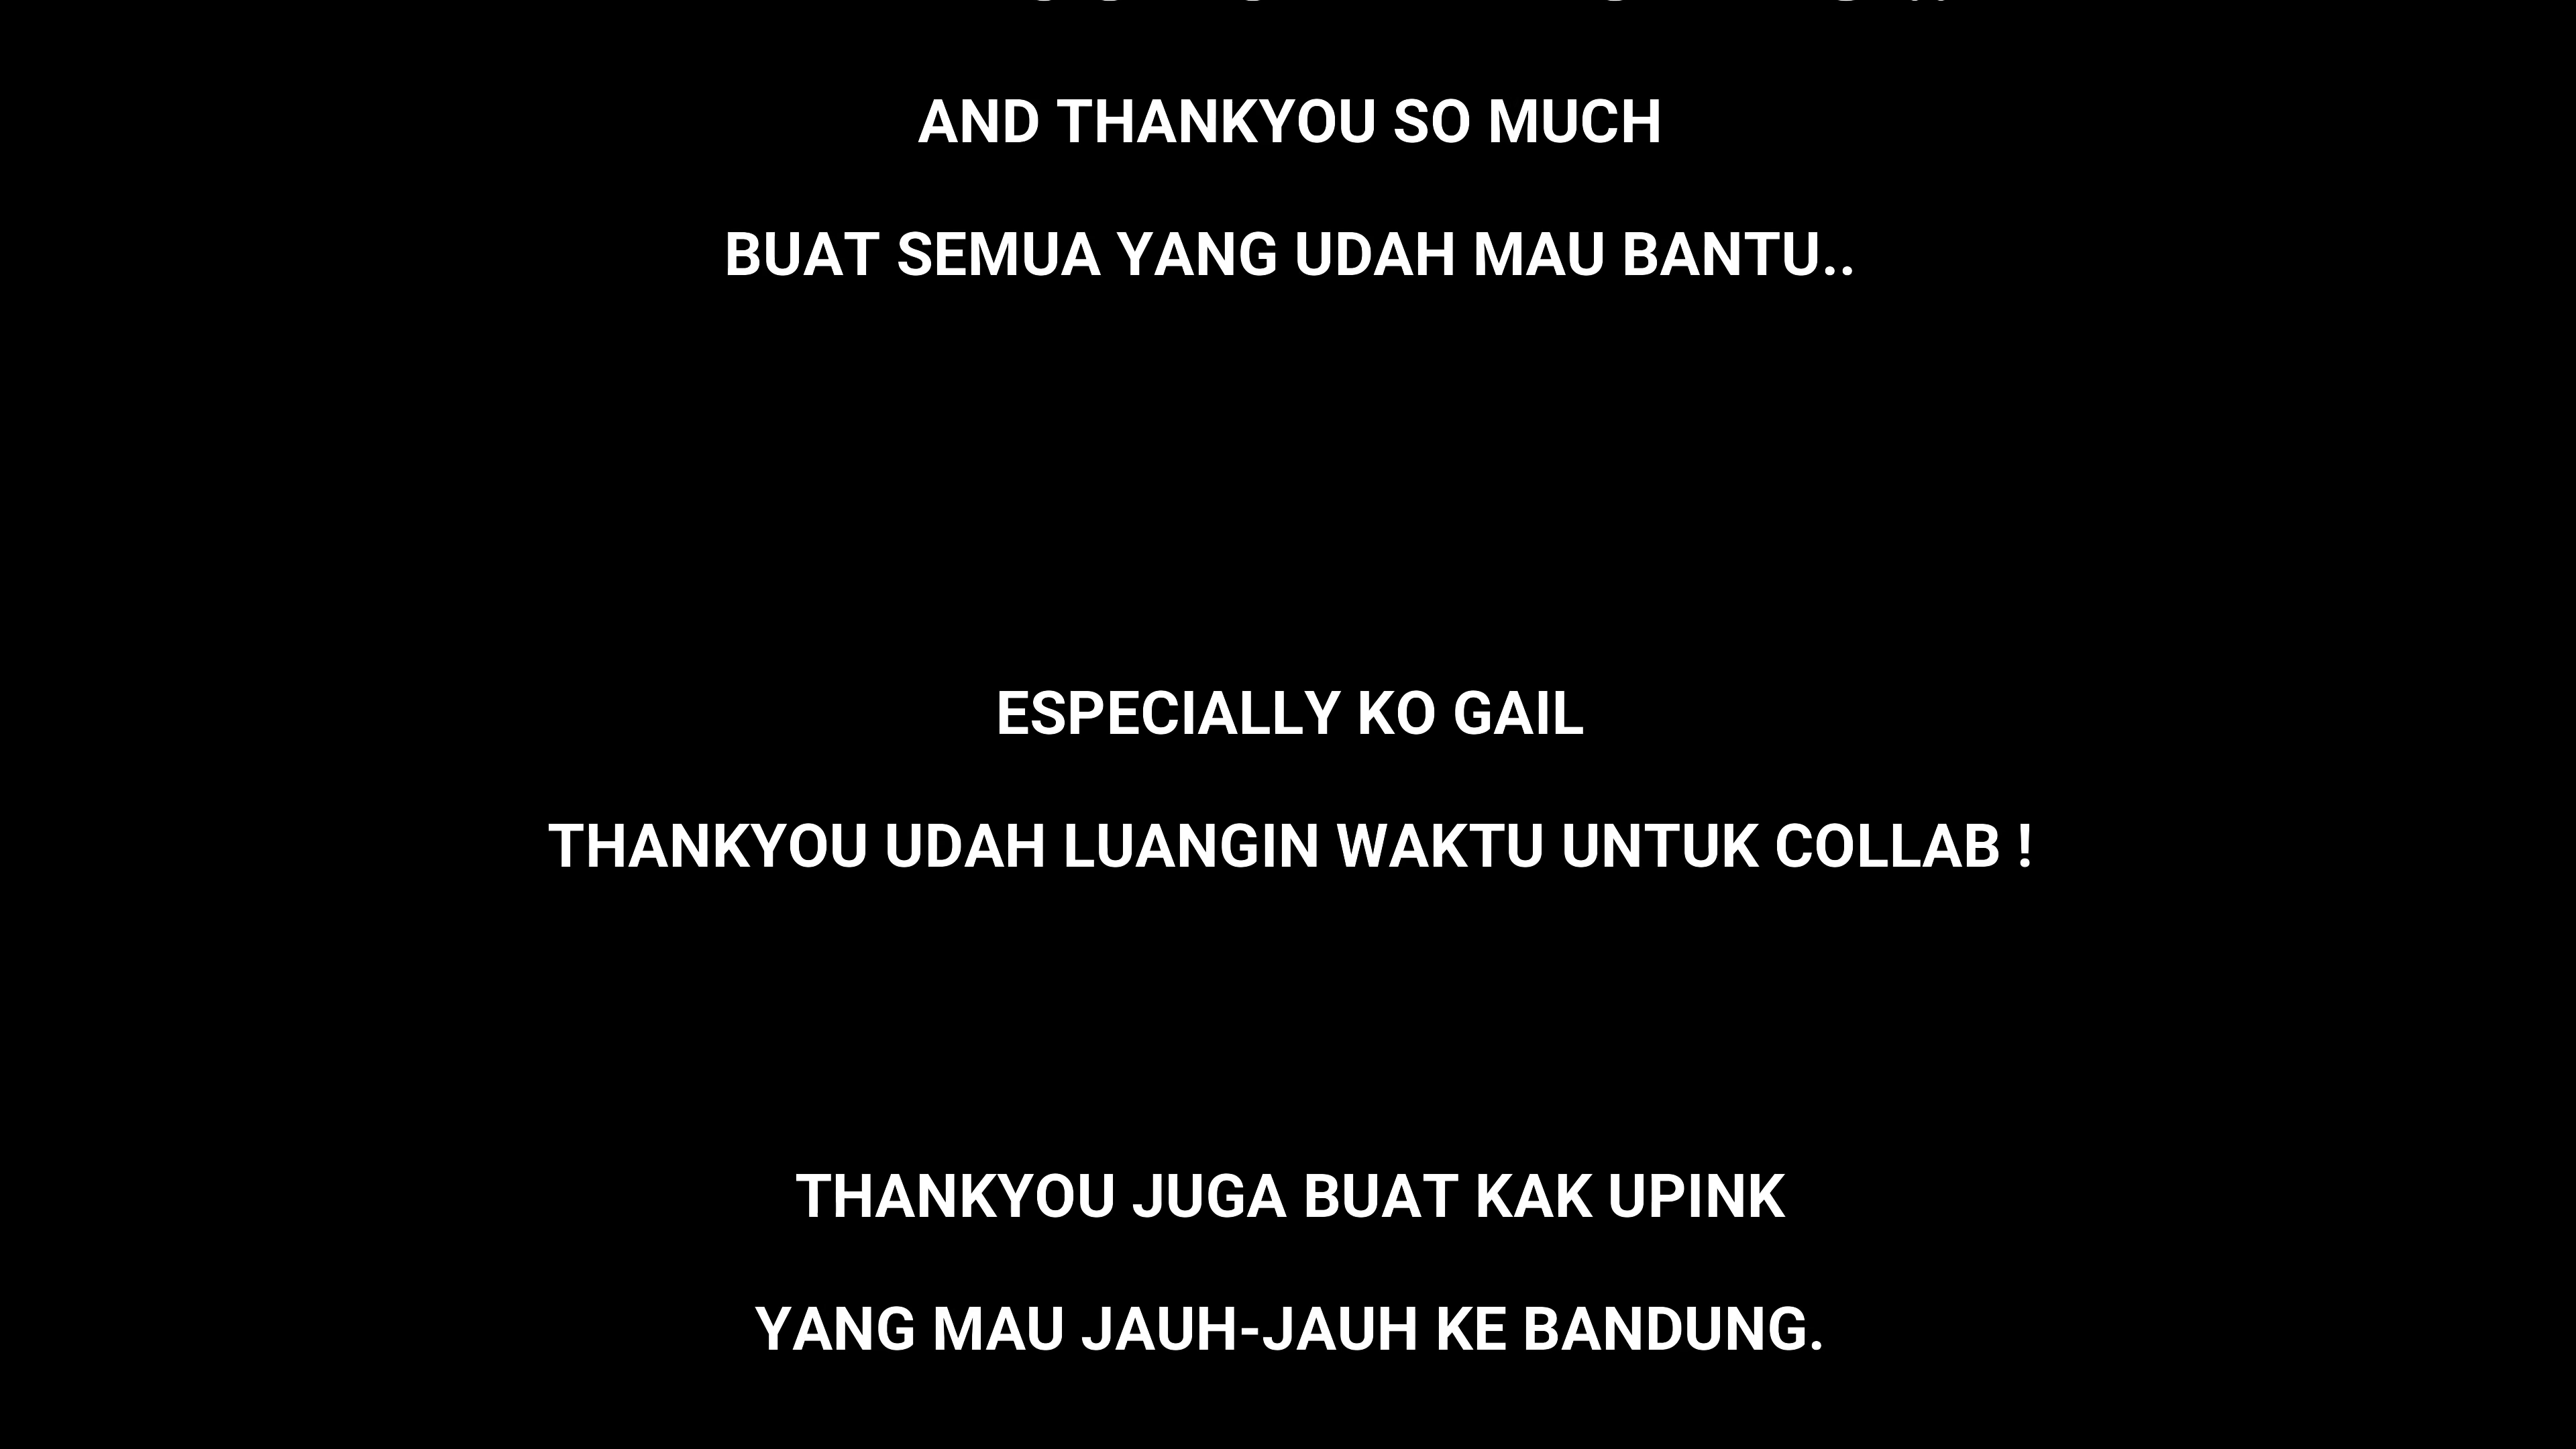 AND THANKYOU SO MUCH
BUAT SEMUA YANG UDAH MAU BANTU..
ESPECIALLY KO GAIL
THANKYOU UDAH LUANGIN WAKTU UNTUK COLLAB !
THANKYOU JUGA BUAT KAK UPINK
YANG MAU JAUH-JAUH KE BANDUNG.